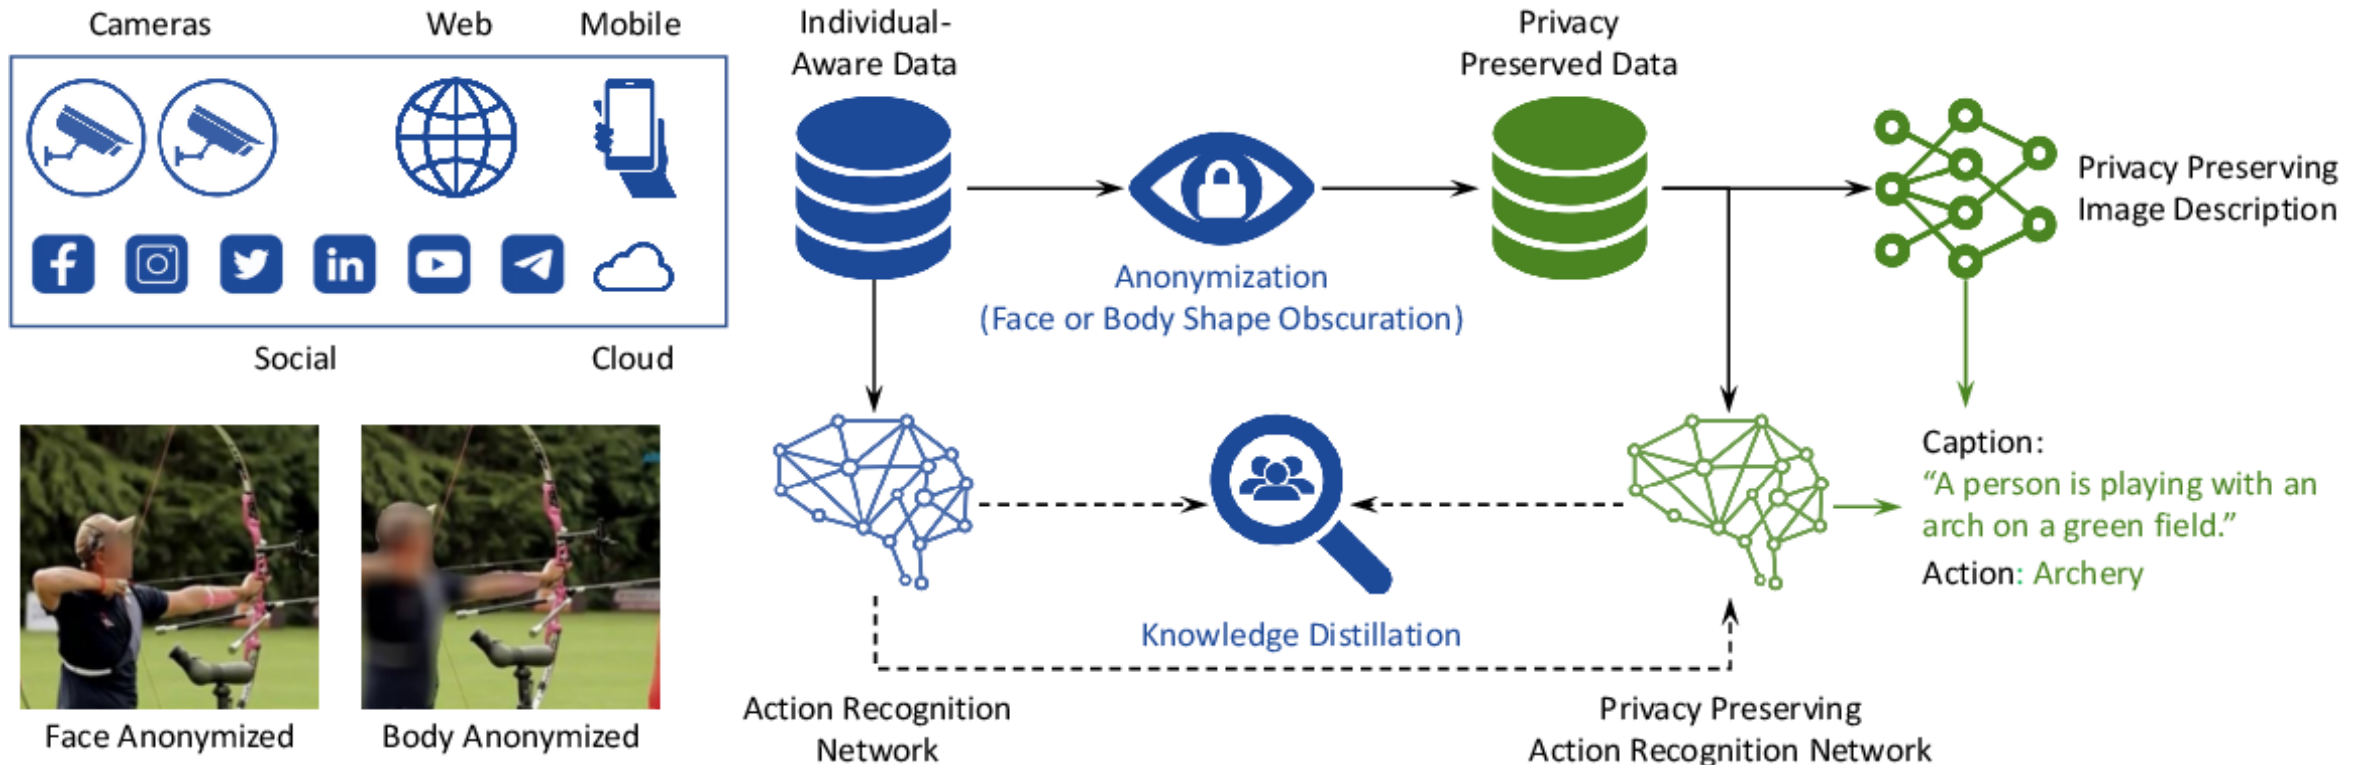 Cameras
Web
Mobile
Social
Cloud
Face Anonymized
Body Anonymized
Individual-
Aware Data
Anonymization
(Face or Body Shape Obscuration)
Privacy
Preserved Data
Privacy Preserving
Image Description
Caption:
“A person is playing with an
arch on a green field.”
Action: Archery
Knowledge Distillation
Action Recognition
Network
Privacy Preserving
Action Recognition Network